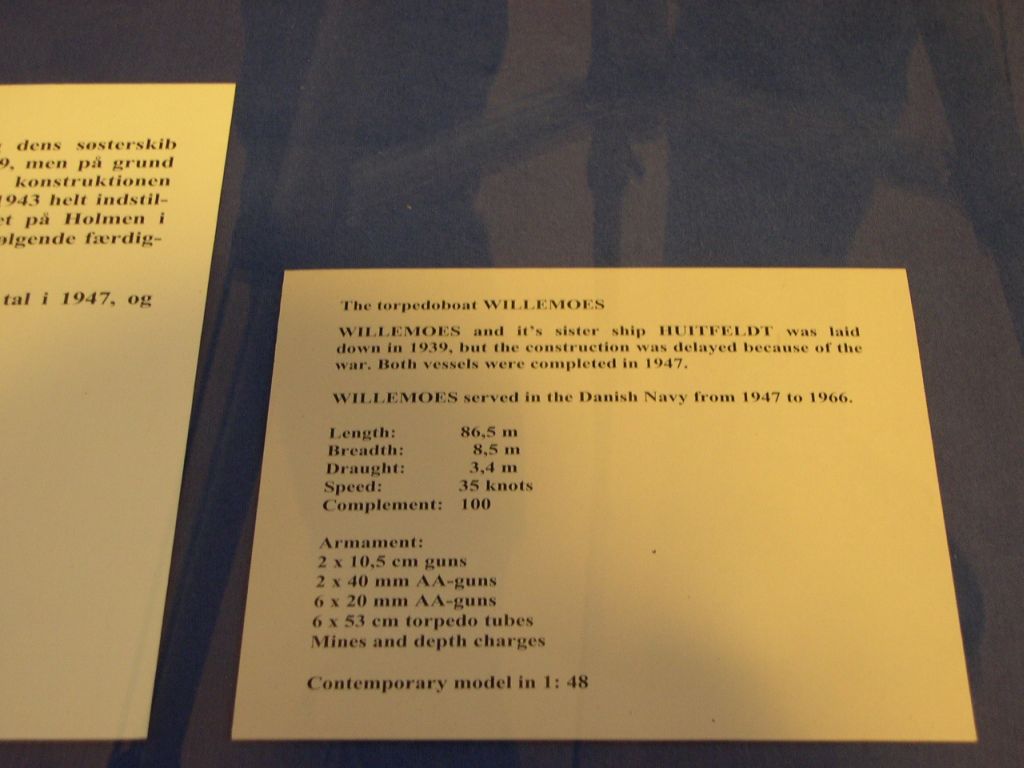 dens søsterskib
9, men på grund
konstruktionen
1943 helt indstil-
et på Holmen i
ølgende færdig-
tal i 1947, og
The torpedoboat WILLEMOES
WILLEMOES and it's sister ship HUITFELDT was laid
down in 1939, but the construction was delayed because of the
war. Both vessels were completed in 1947.
WILLEMOES served in the Danish Navy from 1947 to 1966.
Length: 86,5 m
Breadth: 8,5 m
Draught: 3,4 m
Speed: 35 knots
Complement: 100
Armament:
2 x 10,5 cm guns
2 x 40 mm AA-guns
6 x 20 mm AA-guns
6 x 53 cm torpedo tubes
Mines and depth charges
Contemporary model in 1: 48